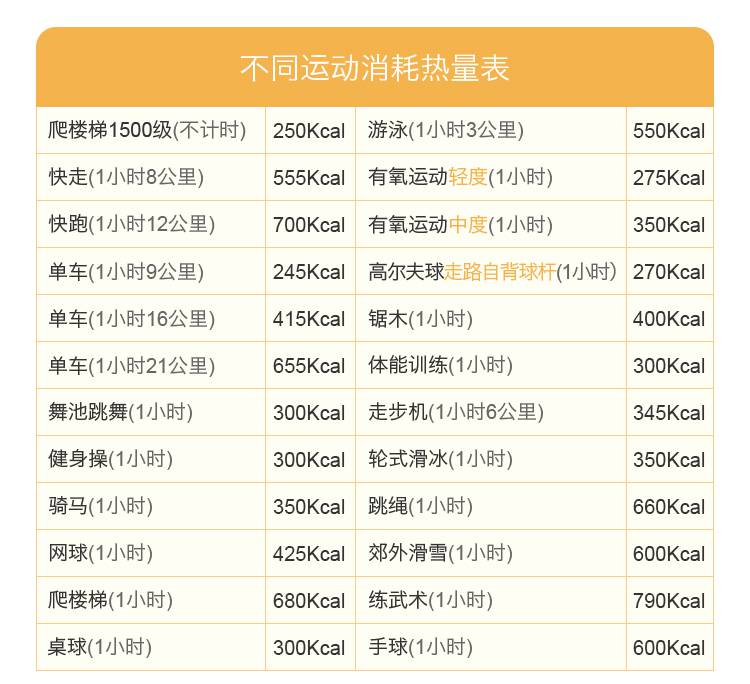 不同运动消耗热量表
爬楼梯1500级(不计时) 250Kcal 游泳(1小时3公里) 550Kcal
快走(1小时8公里) 555Kcal 有氧运动轻度(1小时) 275Kcal
快跑(1小时12公里) 700Kcal 有氧运动中度(1小时) 350Kcal
单车(1小时9公里) 245Kcal 高尔夫球走路自背球杆(1小时) 270Kcal
单车(1小时16公里) 415Kcal 锯木(1小时) 400Kcal
单车(1小时21公里) 655Kcal 体能训练(1小时) 300Kcal
舞池跳舞(1小时) 300Kcal 走步机(1小时6公里) 345Kcal
健身操(1小时) 300Kcal 轮式滑冰(1小时) 350Kcal
骑马(1小时) 350Kcal 跳绳(1小时) 660Kcal
网球(1小时) 425Kcal 郊外滑雪(1小时) 600Kcal
爬楼梯(1小时) 680Kcal 练武术(1小时) 790Kcal
桌球(1小时) 300Kcal 手球(1小时) 600Kcal